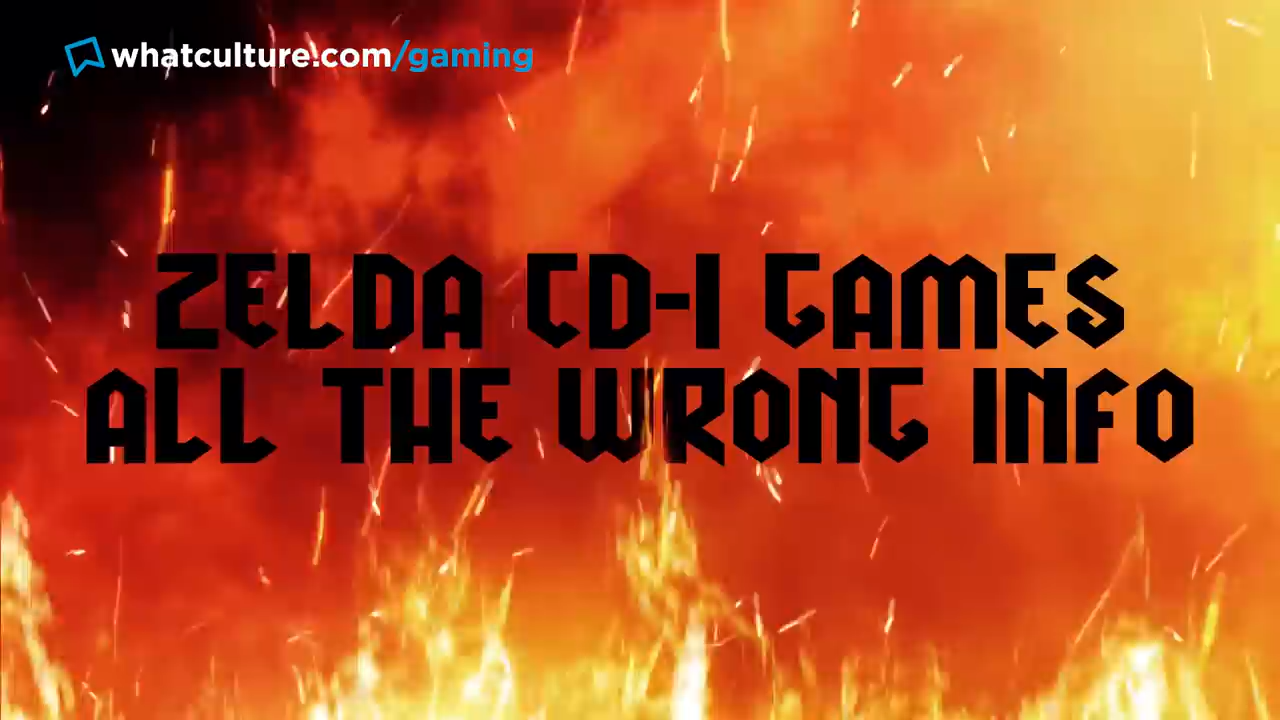 whatculture.com/gaming
ZELDA CD-I GAMES
ALL THE WRONG INFO